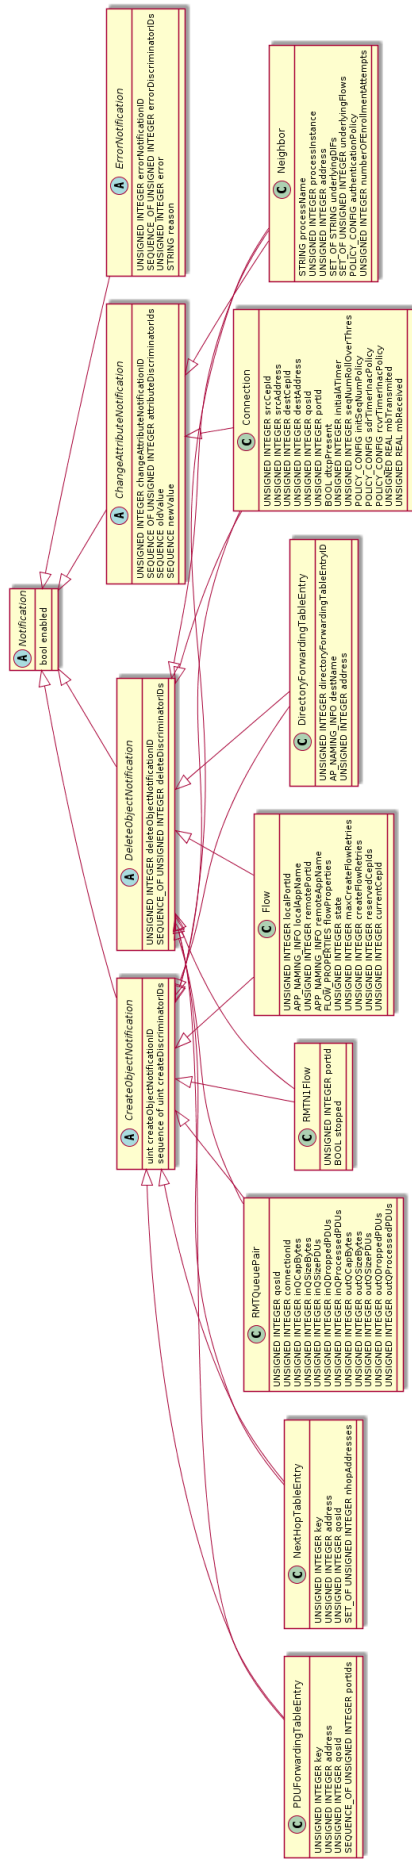 A Notification
bool enabled
A CreateObjectNotification
uint createObjectNotificationID
sequence of uint createDiscriminatorIDs
A DeleteObjectNotification
UNSIGNED INTEGER deleteObjectNotificationID
SEQUENCE_OF UNSIGNED INTEGER deleteDiscriminatorIDs
A ChangeAttributeNotification
UNSIGNED INTEGER changeAttributeNotificationID
SEQUENCE_OF UNSIGNED INTEGER attributeDiscriminatorIds
SEQUENCE oldValue
SEQUENCE newValue
A ErrorNotification
UNSIGNED INTEGER errorNotificationID
SEQUENCE_OF UNSIGNED INTEGER errorDiscriminatorIDs
UNSIGNED INTEGER error
STRING reason
C PDUForwardingTableEntry
UNSIGNED INTEGER key
UNSIGNED INTEGER address
UNSIGNED INTEGER qosId
SEQUENCE_OF UNSIGNED INTEGER portIds
C NextHopTableEntry
UNSIGNED INTEGER key
UNSIGNED INTEGER address
UNSIGNED INTEGER qosId
SET_OF UNSIGNED INTEGER nhopAddresses
C RMTQueuePair
UNSIGNED INTEGER qosId
UNSIGNED INTEGER connectionId
UNSIGNED INTEGER inQCapBytes
UNSIGNED INTEGER inQSizeBytes
UNSIGNED INTEGER inQSizePDUs
UNSIGNED INTEGER inQDroppedPDUs
UNSIGNED INTEGER inQProcessedPDUs
UNSIGNED INTEGER outQCapBytes
UNSIGNED INTEGER outQSizeBytes
UNSIGNED INTEGER outQSizePDUs
UNSIGNED INTEGER outQDroppedPDUs
UNSIGNED INTEGER outQProcessedPDUs
C RMTN1Flow
UNSIGNED INTEGER portId
BOOL stopped
C Flow
UNSIGNED INTEGER localPortId
APP_NAMING_INFO localAppName
UNSIGNED INTEGER remotePortId
APP_NAMING_INFO remoteAppName
FLOW_PROPERTIES flowProperties
UNSIGNED INTEGER state
UNSIGNED INTEGER maxCreateFlowRetries
UNSIGNED INTEGER createFlowRetries
UNSIGNED INTEGER reservedCepIds
UNSIGNED INTEGER currentCepId
C DirectoryForwardingTableEntry
UNSIGNED INTEGER directoryForwardingTableEntryID
AP_NAMING_INFO destName
UNSIGNED INTEGER address
C Connection
UNSIGNED INTEGER srcCepId
UNSIGNED INTEGER srcAddress
UNSIGNED INTEGER destCepId
UNSIGNED INTEGER destAddress
UNSIGNED INTEGER qosId
UNSIGNED INTEGER portId
BOOL dtcpPresent
UNSIGNED INTEGER initialATimer
UNSIGNED INTEGER seqNumRollOverThres
POLICY_CONFIG initSeqNumPolicy
POLICY_CONFIG sdrTimerInacPolicy
POLICY_CONFIG rcvrTimerInacPolicy
UNSIGNED REAL mbTransmited
UNSIGNED REAL mbReceived
C Neighbor
STRING processName
UNSIGNED INTEGER processInstance
UNSIGNED INTEGER address
SET_OF STRING underlyingDIFs
SET_OF UNSIGNED INTEGER underlyingFlows
POLICY_CONFIG authenticationPolicy
UNSIGNED INTEGER numberOfEnrollmentAttempts